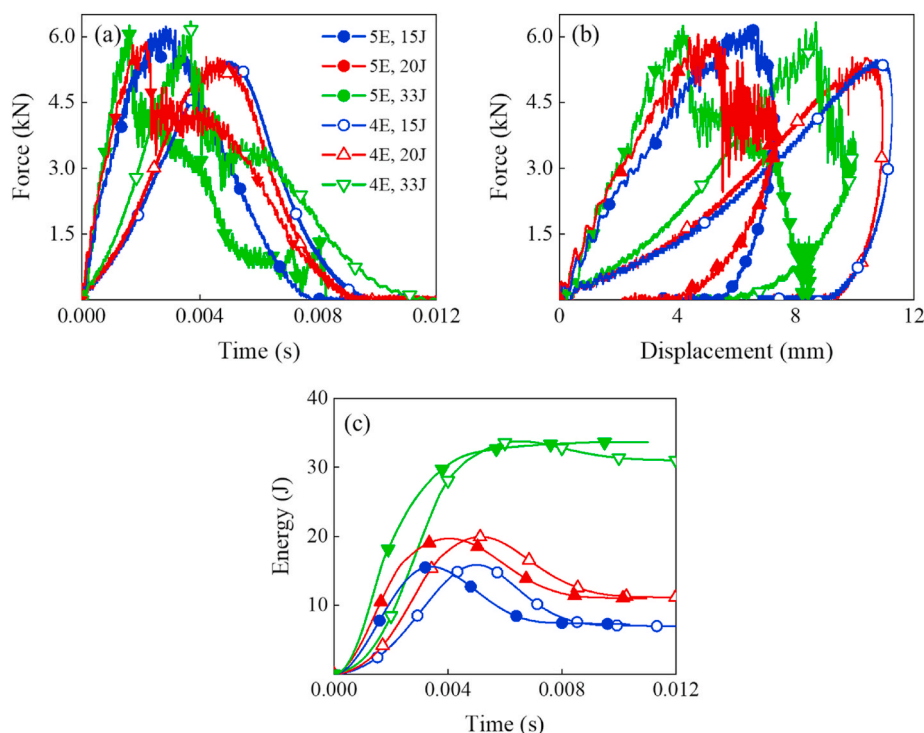 (a)
6.0
4.5
3.0
1.5
Force (kN)
0.000
0.004
0.008
0.012
Time (s)
5E, 15J
5E, 20J
5E, 33J
4E, 15J
4E, 20J
4E, 33J
(b)
6.0
4.5
3.0
1.5
Force (kN)
0
4
8
12
Displacement (mm)
(c)
40
30
20
10
Energy (J)
0.000
0.004
0.008
0.012
Time (s)